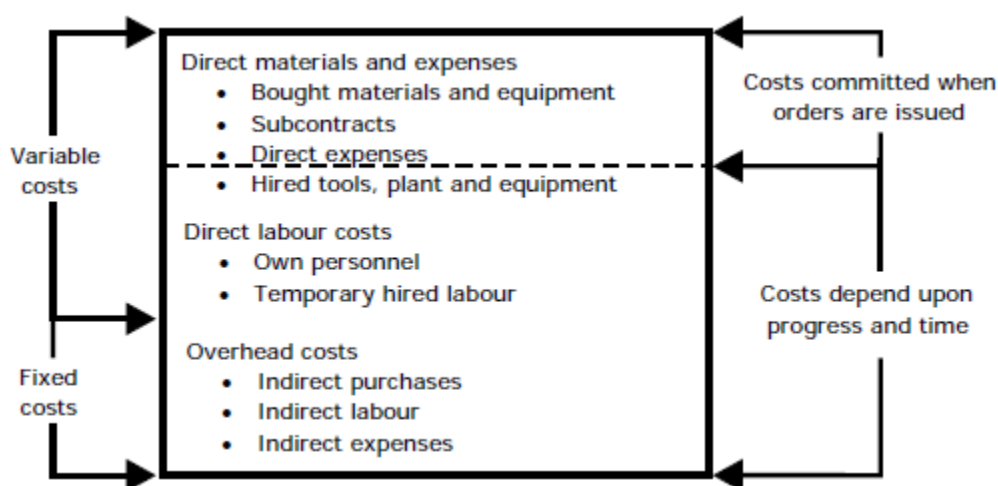 Direct materials and expenses
• Bought materials and equipment
• Subcontracts
• Direct expenses
• Hired tools, plant and equipment
Direct labour costs
• Own personnel
• Temporary hired labour
Overhead costs
• Indirect purchases
• Indirect labour
• Indirect expenses
Variable
costs
Fixed
costs
Costs committed when
orders are issued
Costs depend upon
progress and time